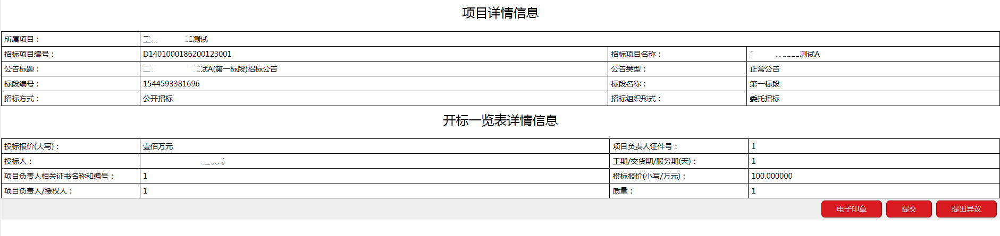 项目详情信息
所属项目： 测试
招标项目编号： D1401000186200123001 招标项目名称： 测试A
公告标题： 试A(第一标段)招标公告 公告类型： 正常公告
标段编号： 1544593381696 标段名称： 第一标段
招标方式： 公开招标 招标组织形式： 委托招标
开标一览表详情信息
投标报价(大写)： 壹佰万元 项目负责人证件号： 1
投标人： 工期/交货期/服务期(天)： 1
项目负责人相关证书名称和编号： 1 投标报价(小写/万元)： 100.000000
项目负责人/授权人： 1 质量： 1
电子印章 提交 提出异议